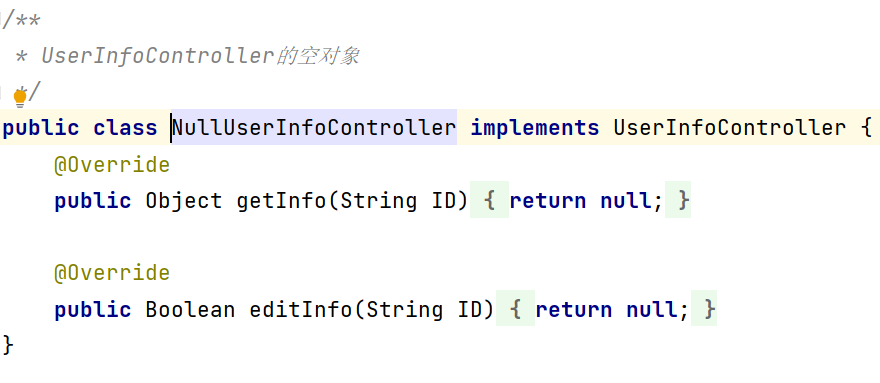 /**
 * UserInfoController的空对象
 */
public class NullUserInfoController implements UserInfoController {
    @Override
    public Object getInfo(String ID) { return null; }

    @Override
    public Boolean editInfo(String ID) { return null; }
}